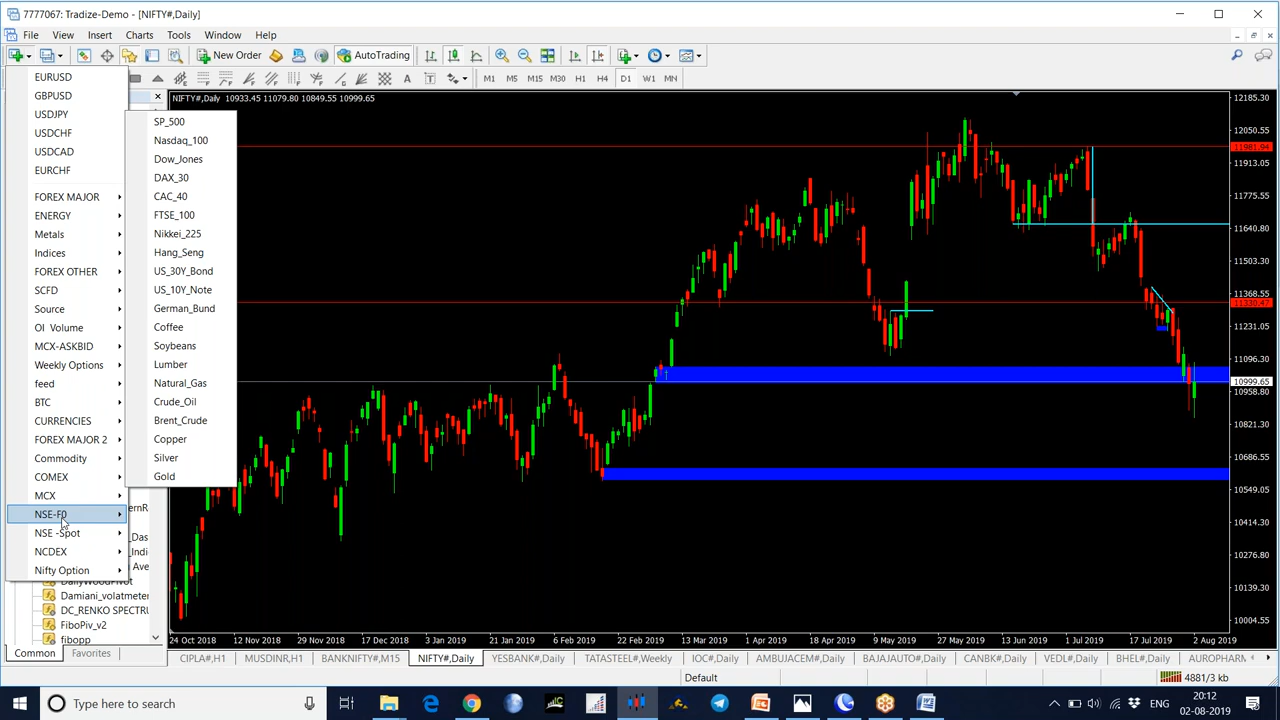 7777067: Tradize-Demo - [NIFTY#,Daily]
File View Insert Charts Tools Window Help
New Order AutoTrading
A T M1 M5 M15 M30 H1 H4 D1 W1 MN
EURUSD
GBPUSD
USDJPY
USDCHF
USDCAD
EURCHF
FOREX MAJOR
ENERGY
Metals
Indices
FOREX OTHER
SCFD
Source
OI Volume
MCX-ASKBID
Weekly Options
feed
BTC
CURRENCIES
FOREX MAJOR 2
Commodity
COMEX
MCX
NSE-F0
NSE -Spot
NCDEX
Nifty Option
SP_500
Nasdaq_100
Dow_Jones
DAX_30
CAC_40
FTSE_100
Nikkei_225
Hang_Seng
US_30Y_Bond
US_10Y_Note
German_Bund
Coffee
Soybeans
Lumber
Natural_Gas
Crude_Oil
Brent_Crude
Copper
Silver
Gold
Damiani_volatmeter
DC_RENKO SPECTRU
FiboPiv_v2
fibopp
Common Favorites
NIFTY#,Daily 10933.45 11079.80 10849.55 10999.65
12185.30
12050.55
11981.94
11913.05
11775.55
11640.80
11503.30
11368.55
11330.47
11231.05
11096.30
10999.65
10958.80
10821.30
10686.55
10549.05
10414.30
10276.80
10139.30
10004.55
24 Oct 2018 12 Nov 2018 29 Nov 2018 17 Dec 2018 3 Jan 2019 21 Jan 2019 6 Feb 2019 22 Feb 2019 13 Mar 2019 1 Apr 2019 18 Apr 2019 9 May 2019 27 May 2019 13 Jun 2019 1 Jul 2019 17 Jul 2019 2 Aug 2019
CIPLA#,H1 MUSDINR,H1 BANKNIFTY#,M15 NIFTY#,Daily YESBANK#,Daily TATASTEEL#,Weekly IOC#,Daily AMBUJACEM#,Daily BAJAJAUTO#,Daily CANBK#,Daily VEDL#,Daily BHEL#,Daily AUROPHARM
Default 4881/3 kb
Type here to search
ENG
20:12
02-08-2019